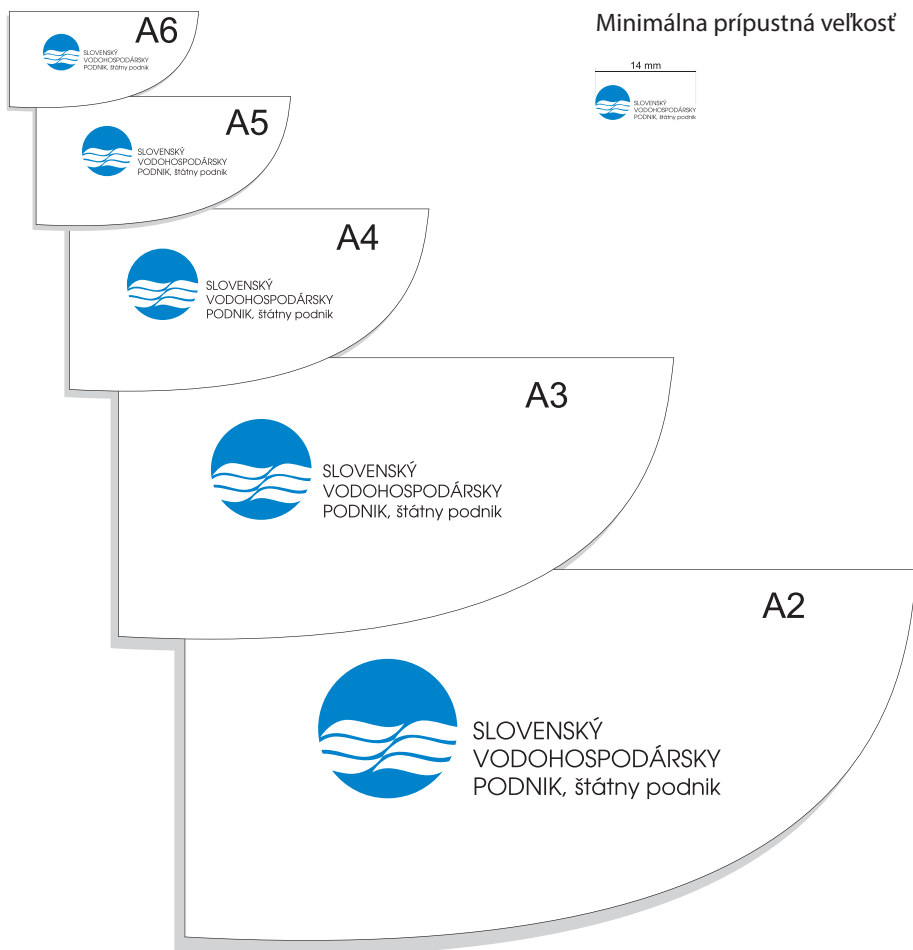 Minimálna prípustná veľkosť
14 mm
SLOVENSKÝ
VODOHOSPODÁRSKY
PODNIK, štátny podnik
A6
SLOVENSKÝ
VODOHOSPODÁRSKY
PODNIK, štátny podnik
A5
SLOVENSKÝ
VODOHOSPODÁRSKY
PODNIK, štátny podnik
A4
SLOVENSKÝ
VODOHOSPODÁRSKY
PODNIK, štátny podnik
A3
SLOVENSKÝ
VODOHOSPODÁRSKY
PODNIK, štátny podnik
A2
SLOVENSKÝ
VODOHOSPODÁRSKY
PODNIK, štátny podnik